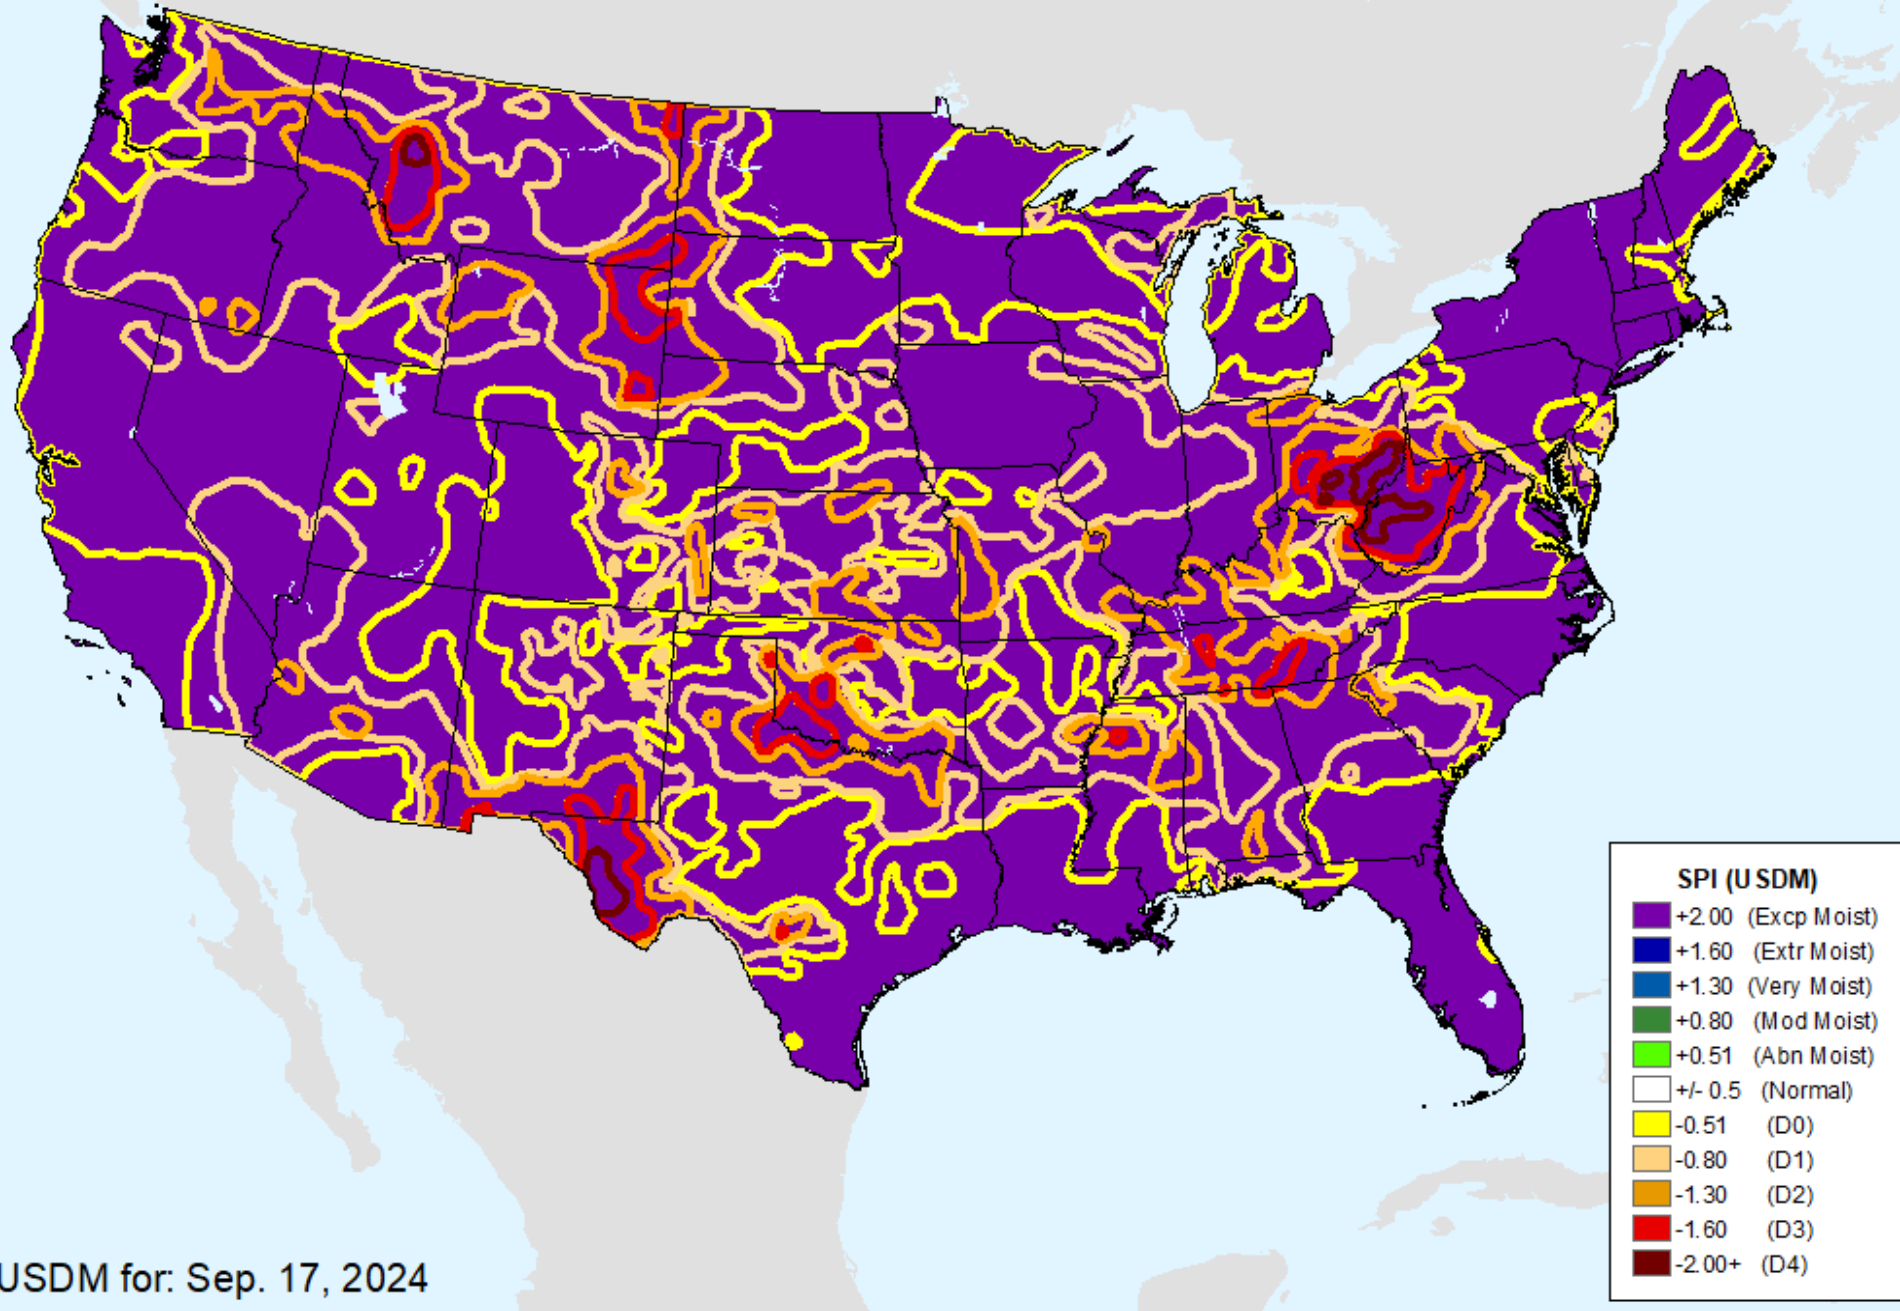 SPI (USDM)
+2.00 (Excp Moist)
+1.60 (Extr Moist)
+1.30 (Very Moist)
+0.80 (Mod Moist)
+0.51 (Abn Moist)
+/- 0.5 (Normal)
-0.51 (D0)
-0.80 (D1)
-1.30 (D2)
-1.60 (D3)
-2.00+ (D4)
USDM for: Sep. 17, 2024